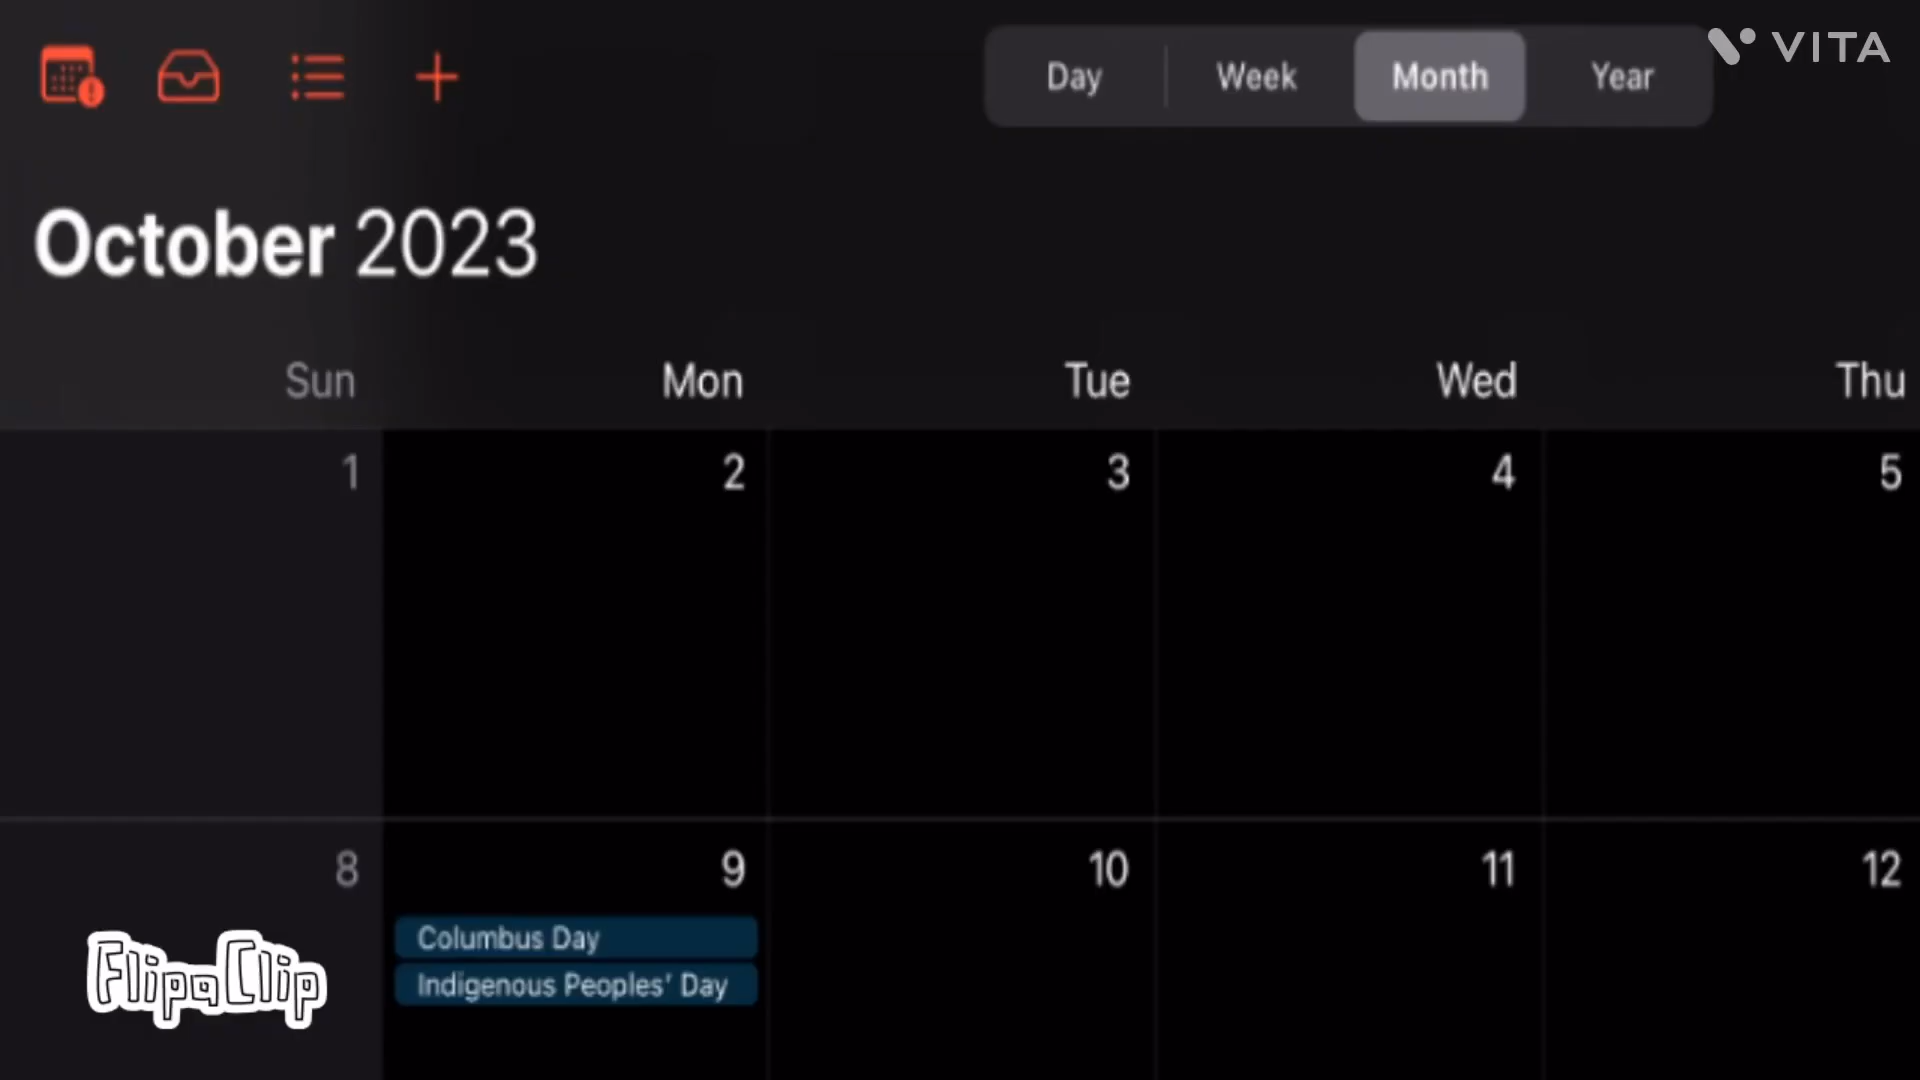 Day Week Month Year
VITA
October 2023
Sun Mon Tue Wed Thu
1 2 3 4 5
8 9 10 11 12
Columbus Day
Indigenous Peoples' Day
FlipaClip